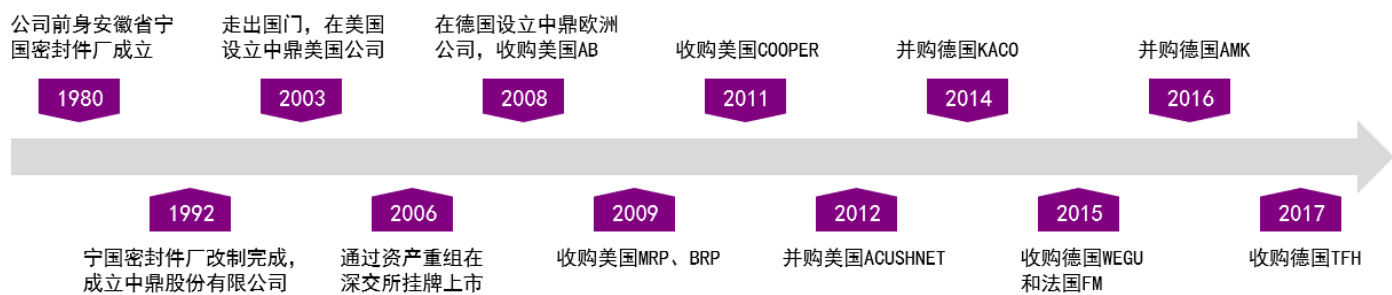 公司前身安徽省宁
国密封件厂成立
走出国门，在美国
设立中鼎美国公司
在德国设立中鼎欧洲
公司，收购美国AB
收购美国COOPER
并购德国KACO
并购德国AMK
1980
2003
2008
2011
2014
2016
1992
2006
2009
2012
2015
2017
宁国密封件厂改制完成，
成立中鼎股份有限公司
通过资产重组在
深交所挂牌上市
收购美国MRP、BRP
并购美国ACUSHNET
收购德国WEGU
和法国FM
收购德国TFH